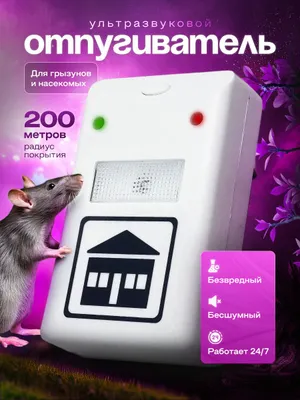 ультразвуковой
отпугиватель
Для грызунов
и насекомых
200
метров
радиус
покрытия
Безвредный
Бесшумный
Работает 24/7